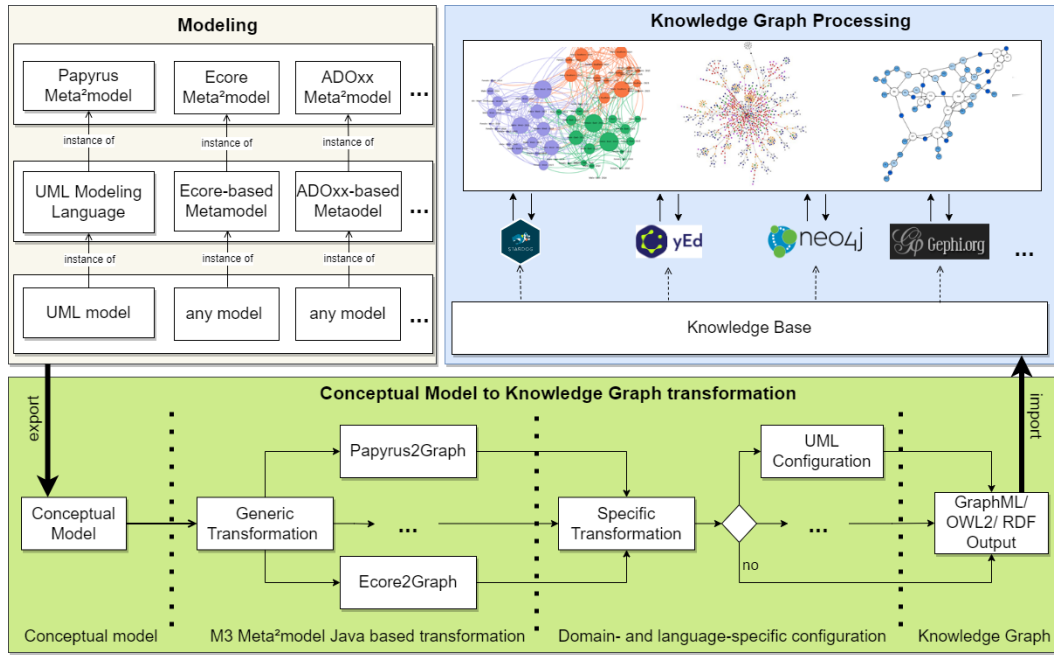 Modeling
Papyrus
Meta²model
Ecore
Meta²model
ADOxx
Meta²model
...
instance of
instance of
instance of
UML Modeling
Language
Ecore-based
Metamodel
ADOxx-based
Metaodel
...
instance of
instance of
instance of
UML model
any model
any model
...
Knowledge Graph Processing
STARDOG
yEd
neo4j
Gephi.org
...
Knowledge Base
Conceptual Model to Knowledge Graph transformation
export
import
Conceptual
Model
Generic
Transformation
Papyrus2Graph
...
Ecore2Graph
Specific
Transformation
UML
Configuration
...
no
GraphML/
OWL2/ RDF
Output
Conceptual model
M3 Meta²model Java based transformation
Domain- and language-specific configuration
Knowledge Graph